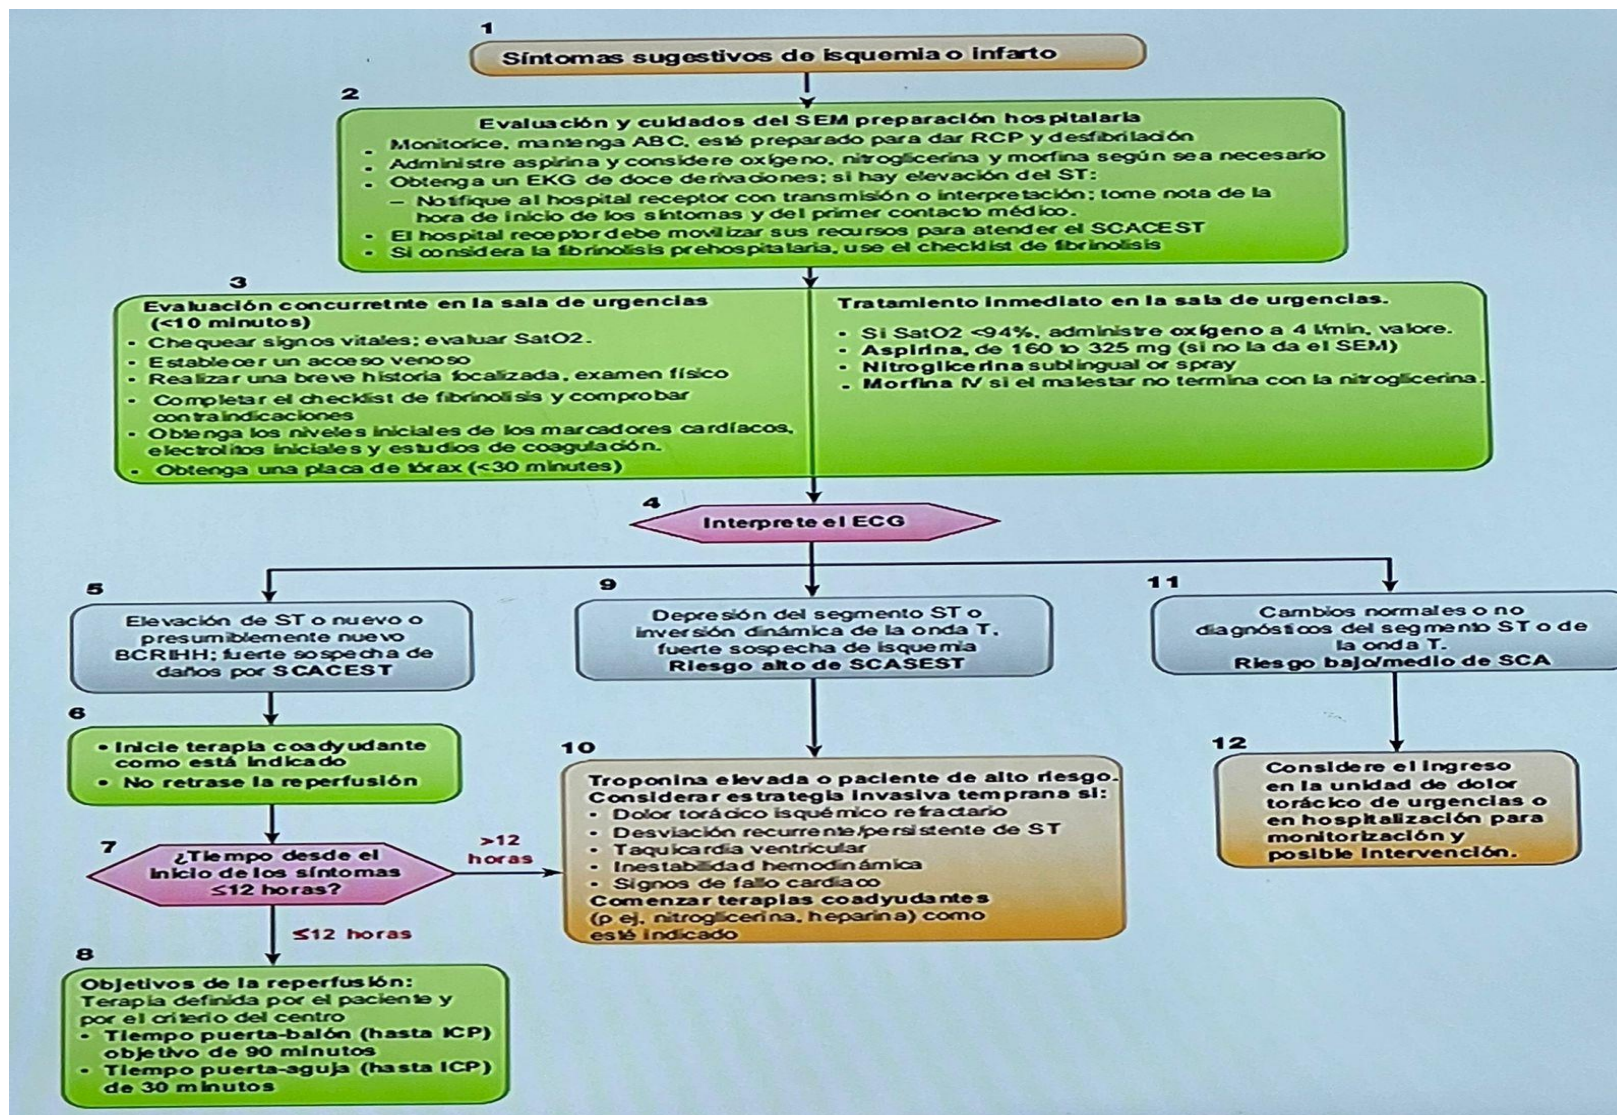 1
Síntomas sugestivos de isquemia o infarto
2
Evaluación y cuidados del SEM preparación hospitalaria
• Monitorice, mantenga ABC, esté preparado para dar RCP y desfibrilación
• Administre aspirina y considere oxígeno, nitroglicerina y morfina según sea necesario
• Obtenga un EKG de doce derivaciones; si hay elevación del ST:
– Notifique al hospital receptor con transmisión o interpretación; tome nota de la
hora de inicio de los síntomas y del primer contacto médico.
• El hospital receptor debe movilizar sus recursos para atender el SCACEST
• Si considera la fibrinolisis prehospitalaria, use el checklist de fibrinolisis
3
Evaluación concurretnte en la sala de urgencias
(<10 minutos)
• Chequear signos vitales; evaluar SatO2.
• Establecer un acceso venoso
• Realizar una breve historia focalizada, examen físico
• Completar el checklist de fibrinolisis y comprobar
contraindicaciones
• Obtenga los niveles iniciales de los marcadores cardíacos,
electrolitos iniciales y estudios de coagulación.
• Obtenga una placa de tórax (<30 minutes)
Tratamiento inmediato en la sala de urgencias.
• Si SatO2 <94%, administre oxígeno a 4 l/min, valore.
• Aspirina, de 160 to 325 mg (si no la da el SEM)
• Nitroglicerina sublingual or spray
• Morfina IV si el malestar no termina con la nitroglicerina.
4
Interprete el ECG
5
Elevación de ST o nuevo o
presumiblemente nuevo
BCRIHH; fuerte sospecha de
daños por SCACEST
6
• Inicie terapia coadyudante
como está indicado
• No retrase la reperfusión
7
¿Tiempo desde el
inicio de los síntomas
≤12 horas?
>12
horas
≤12 horas
8
Objetivos de la reperfusión:
Terapia definida por el paciente y
por el criterio del centro
• Tiempo puerta-balón (hasta ICP)
objetivo de 90 minutos
• Tiempo puerta-aguja (hasta ICP)
de 30 minutos
9
Depresión del segmento ST o
inversión dinámica de la onda T.
fuerte sospecha de isquemia
Riesgo alto de SCASEST
10
Troponina elevada o paciente de alto riesgo.
Considerar estrategia invasiva temprana si:
• Dolor torácico isquémico refractario
• Desviación recurrente/persistente de ST
• Taquicardia ventricular
• Inestabilidad hemodinámica
• Signos de fallo cardiaco
Comenzar terapias coadyudantes
(p ej, nitroglicerina, heparina) como
esté indicado
11
Cambios normales o no
diagnósticos del segmento ST o de
la onda T.
Riesgo bajo/medio de SCA
12
Considere el ingreso
en la unidad de dolor
torácico de urgencias o
en hospitalización para
monitorización y
posible intervención.